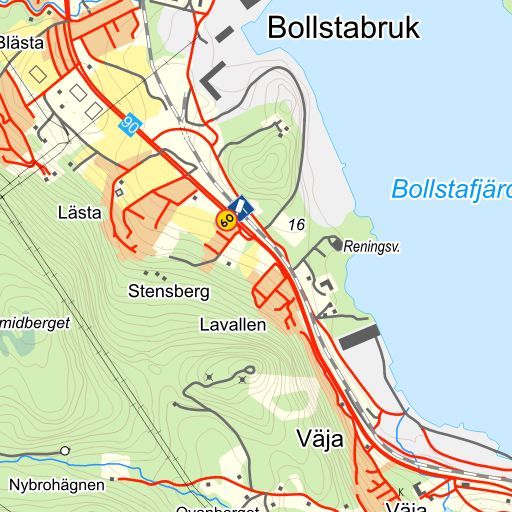 Bollstabruk
Blästa
90
Bollstafjärd
Lästa
60
16
Reningsv.
Stensberg
midberget
Lavallen
Väja
K
Nybrohägnen
Väja